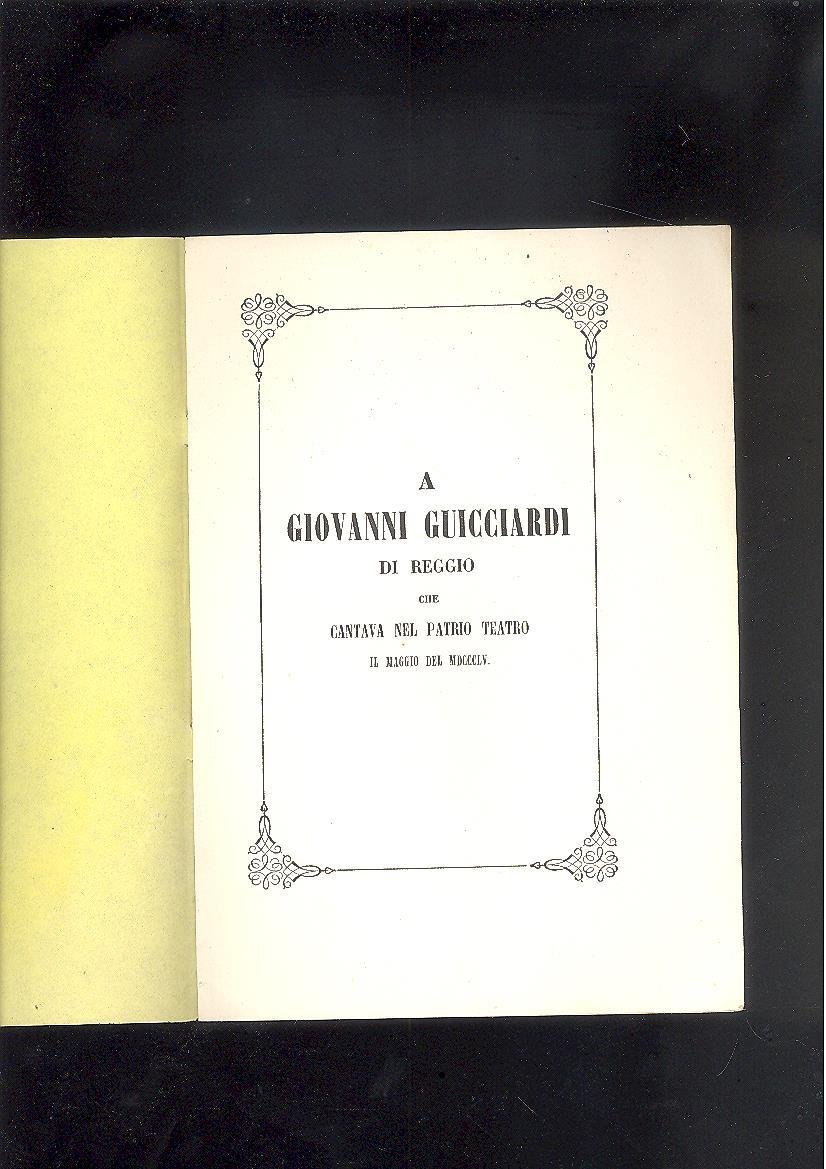 A
GIOVANNI GUICCIARDI
DI REGGIO
CHE
CANTAVA NEL PATRIO TEATRO
IL MAGGIO DEL MDCCCLV.